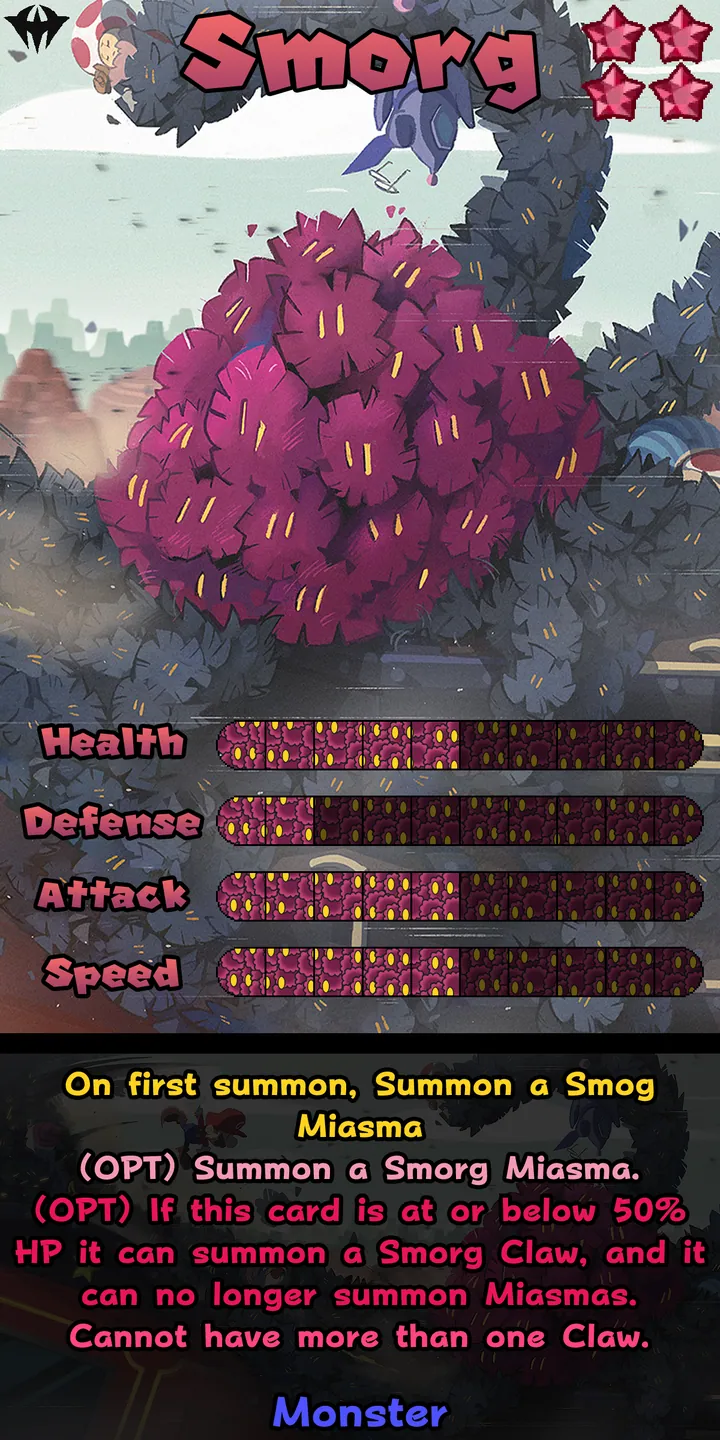 Smorg
Health
Defense
Attack
Speed
On first summon, Summon a Smog
Miasma
(OPT) Summon a Smorg Miasma.
(OPT) If this card is at or below 50%
HP it can summon a Smorg Claw, and it
can no longer summon Miasmas.
Cannot have more than one Claw.
Monster